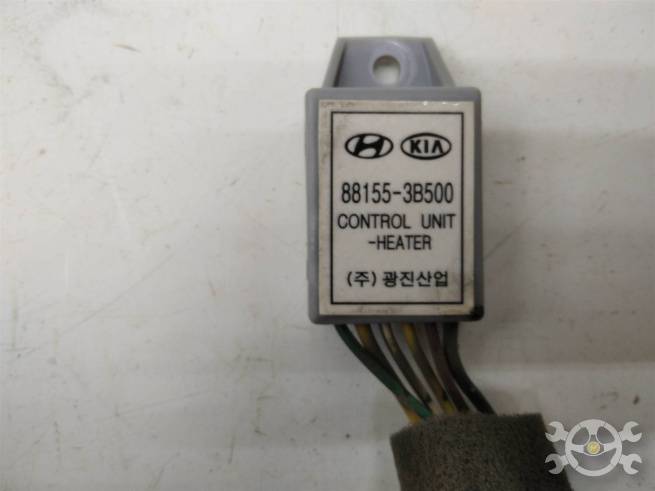 KIA
88155-3B500
CONTROL UNIT
-HEATER
(주) 광진산업